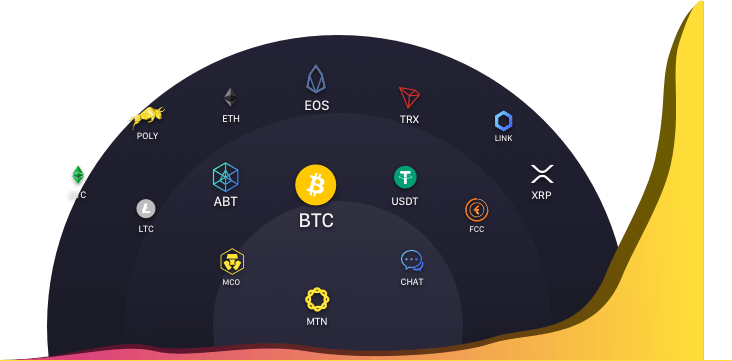 EOS
ETH
TRX
POLY
LINK
ABT
USDT
XRP
BTC
LTC
FCC
MCO
CHAT
MTN